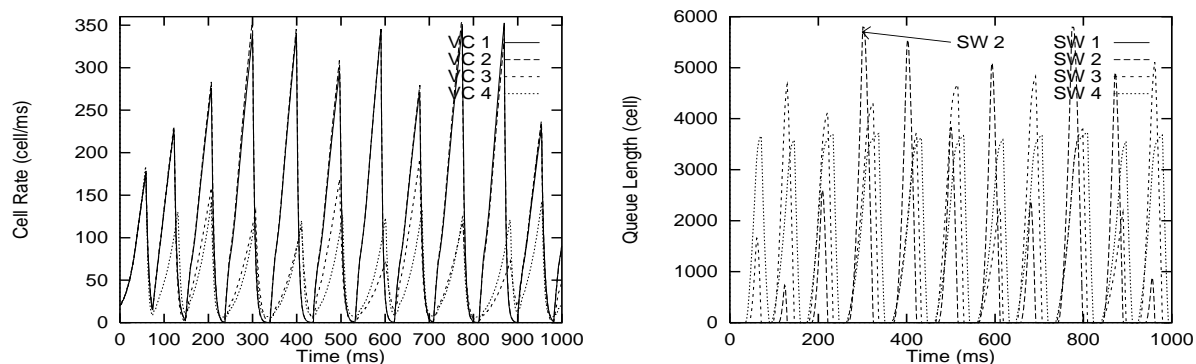 350
300
250
200
150
100
50
0
Cell Rate (cell/ms)
0 100 200 300 400 500 600 700 800 900 1000
Time (ms)
VC 1
VC 2
VC 3
VC 4
6000
5000
4000
3000
2000
1000
0
Queue Length (cell)
0 200 400 600 800 1000
Time (ms)
SW 2
SW 1
SW 2
SW 3
SW 4